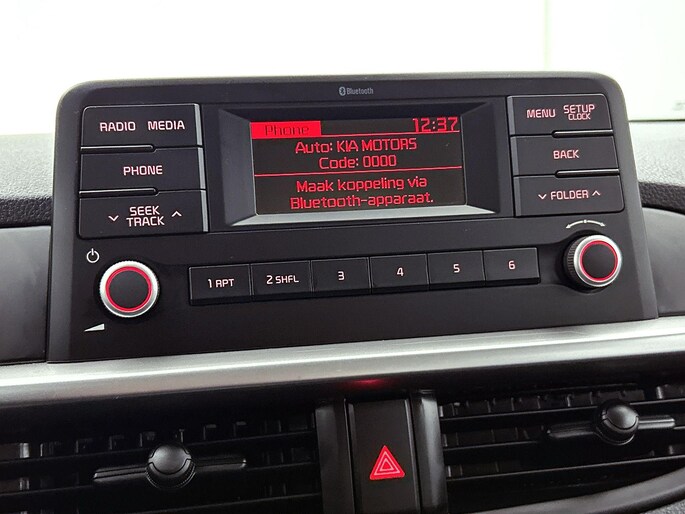 Bluetooth
RADIO MEDIA
PHONE
SEEK
TRACK
Phone 12:37
Auto: KIA MOTORS
Code: 0000
Maak koppeling via
Bluetooth-apparaat.
MENU SETUP
CLOCK
BACK
FOLDER
1 RPT 2 SHFL 3 4 5 6